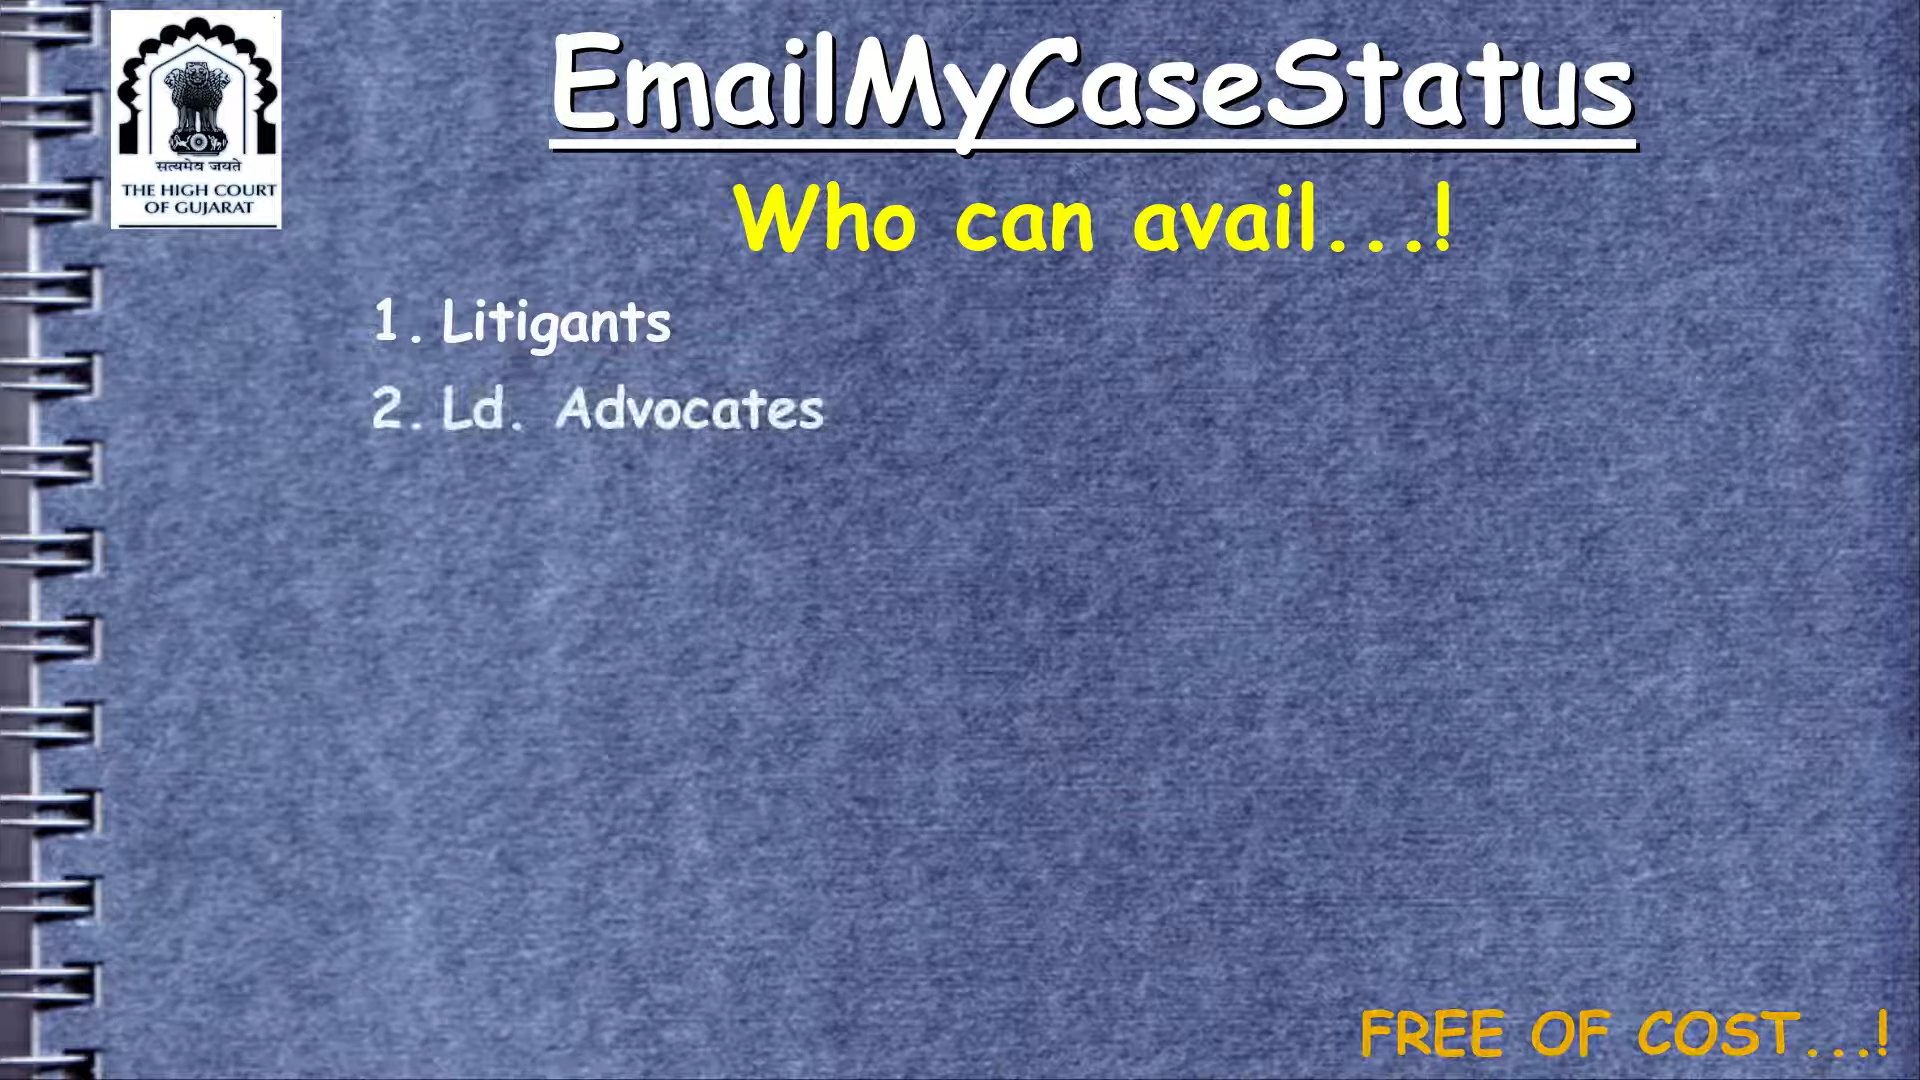 सत्यमेव जयते
THE HIGH COURT
OF GUJARAT
EmailMyCaseStatus
Who can avail...!
1. Litigants
2. Ld. Advocates
FREE OF COST...!